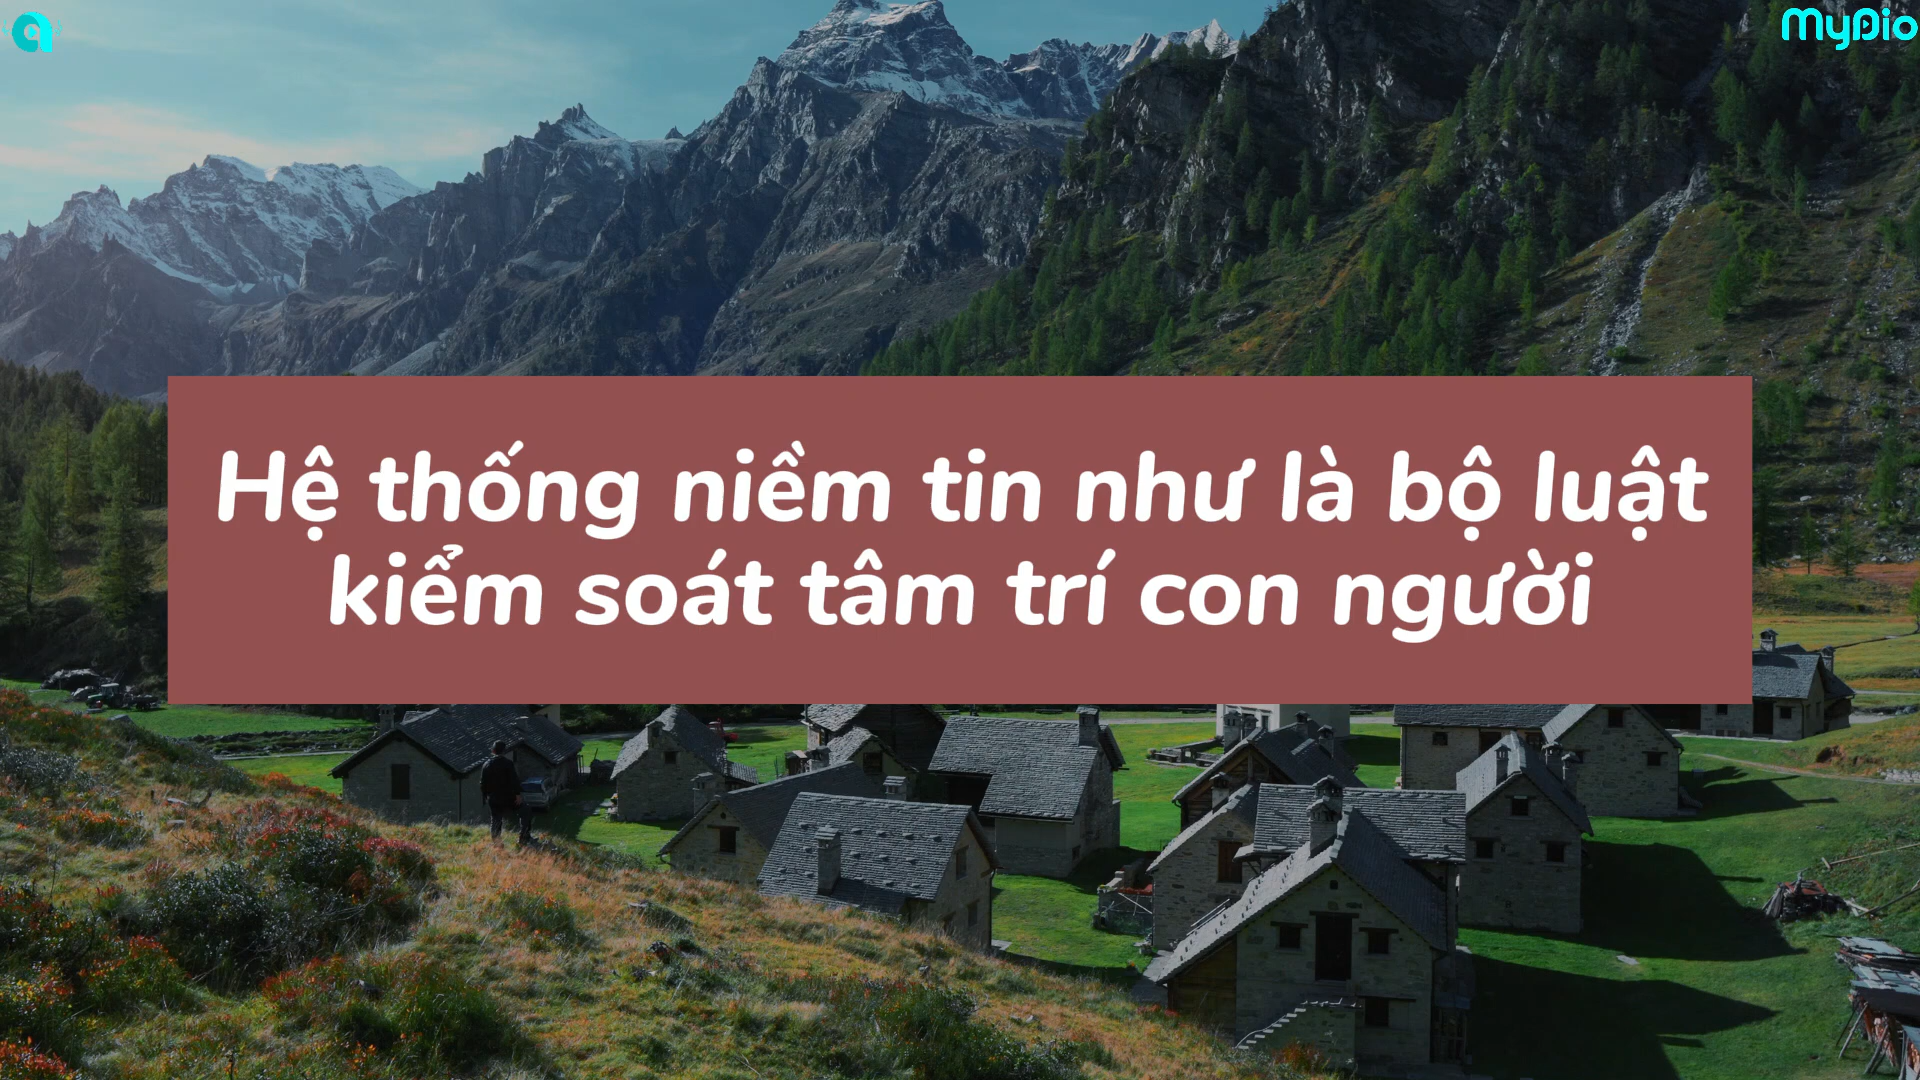 MyDio
Hệ thống niềm tin như là bộ luật
kiểm soát tâm trí con người